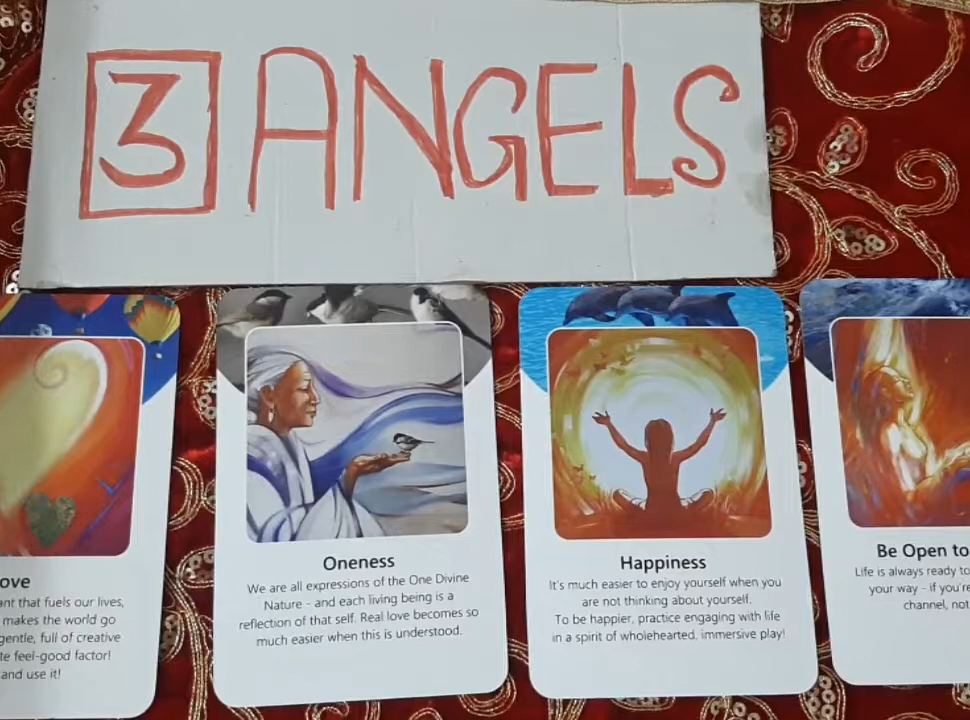 3 ANGELS
ove
ant that fuels our lives,
makes the world go
gentle, full of creative
te feel-good factor!
and use it!
Oneness
We are all expressions of the One Divine
Nature - and each living being is a
reflection of that self. Real love becomes so
much easier when this is understood.
Happiness
It's much easier to enjoy yourself when you
are not thinking about yourself.
To be happier, practice engaging with life
in a spirit of wholehearted, immersive play!
Be Open to
Life is always ready to
your way - if you're
channel, not